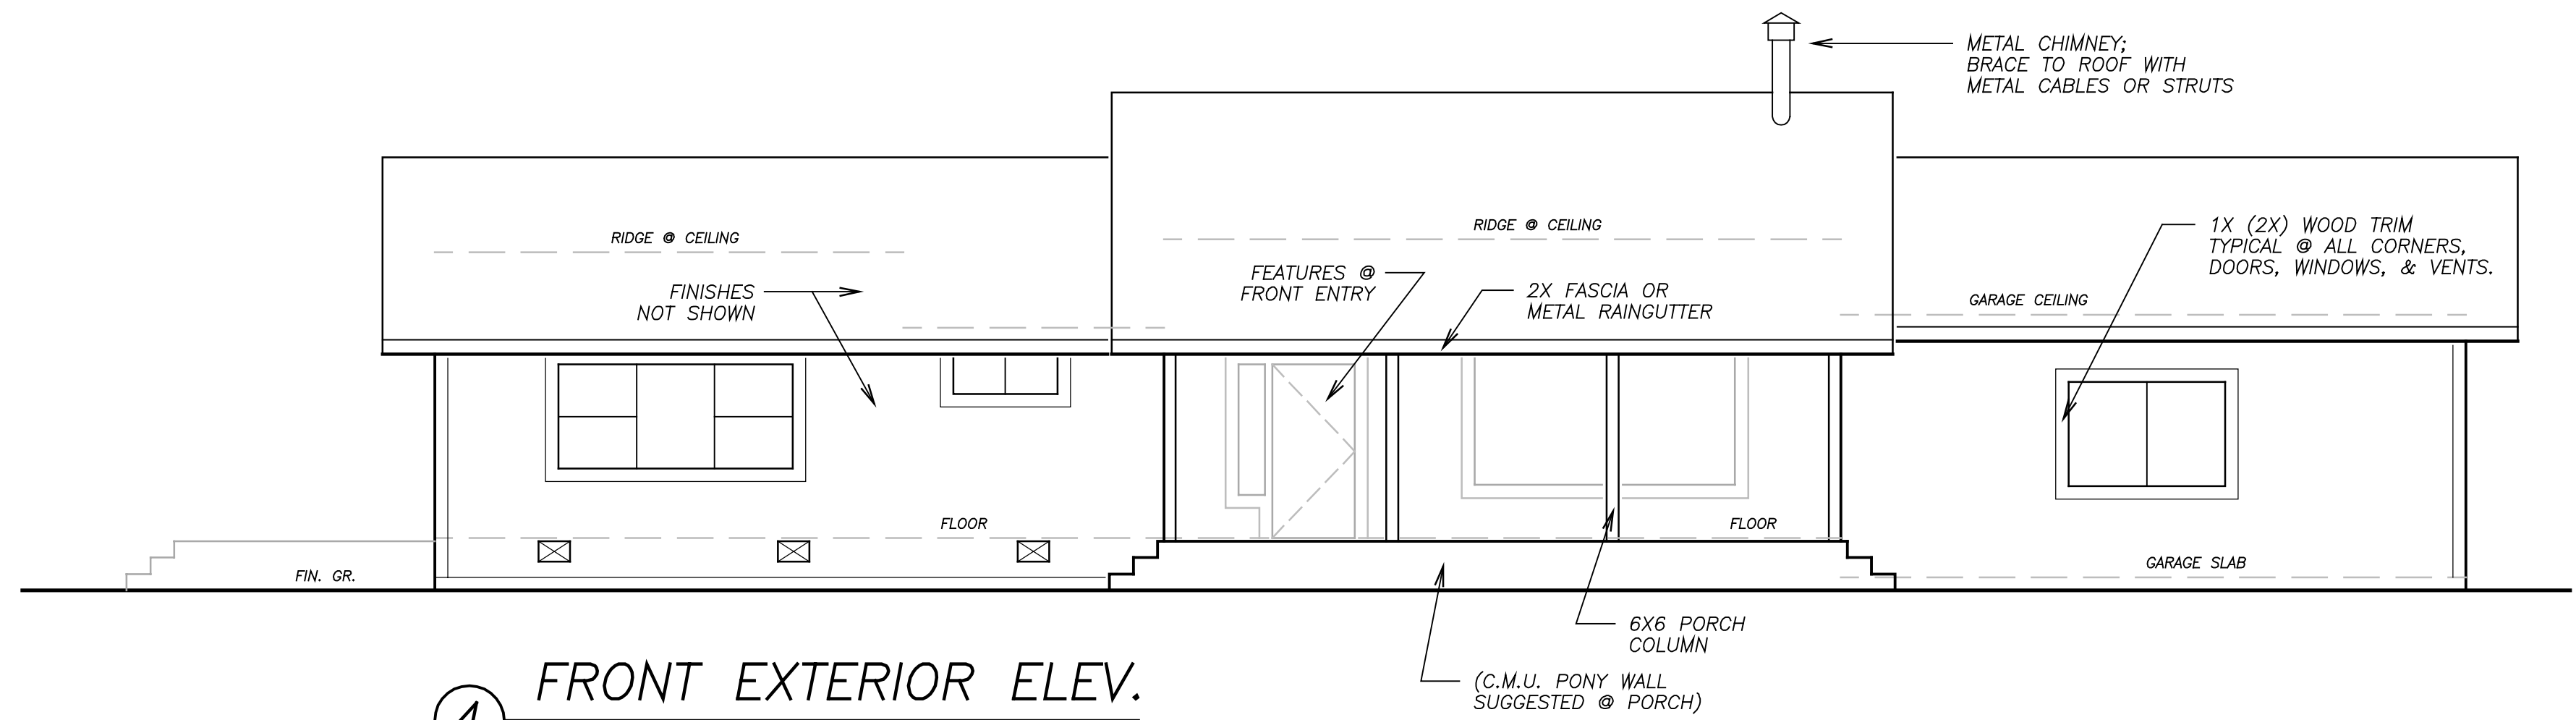 METAL CHIMNEY;
BRACE TO ROOF WITH
METAL CABLES OR STRUTS
RIDGE @ CEILING
RIDGE @ CEILING
1X (2X) WOOD TRIM
TYPICAL @ ALL CORNERS,
DOORS, WINDOWS, & VENTS.
FINISHES
NOT SHOWN
FEATURES @
FRONT ENTRY
2X FASCIA OR
METAL RAINGUTTER
GARAGE CEILING
FLOOR
FLOOR
FIN. GR.
GARAGE SLAB
6X6 PORCH
COLUMN
(C.M.U. PONY WALL
SUGGESTED @ PORCH)
FRONT EXTERIOR ELEV.